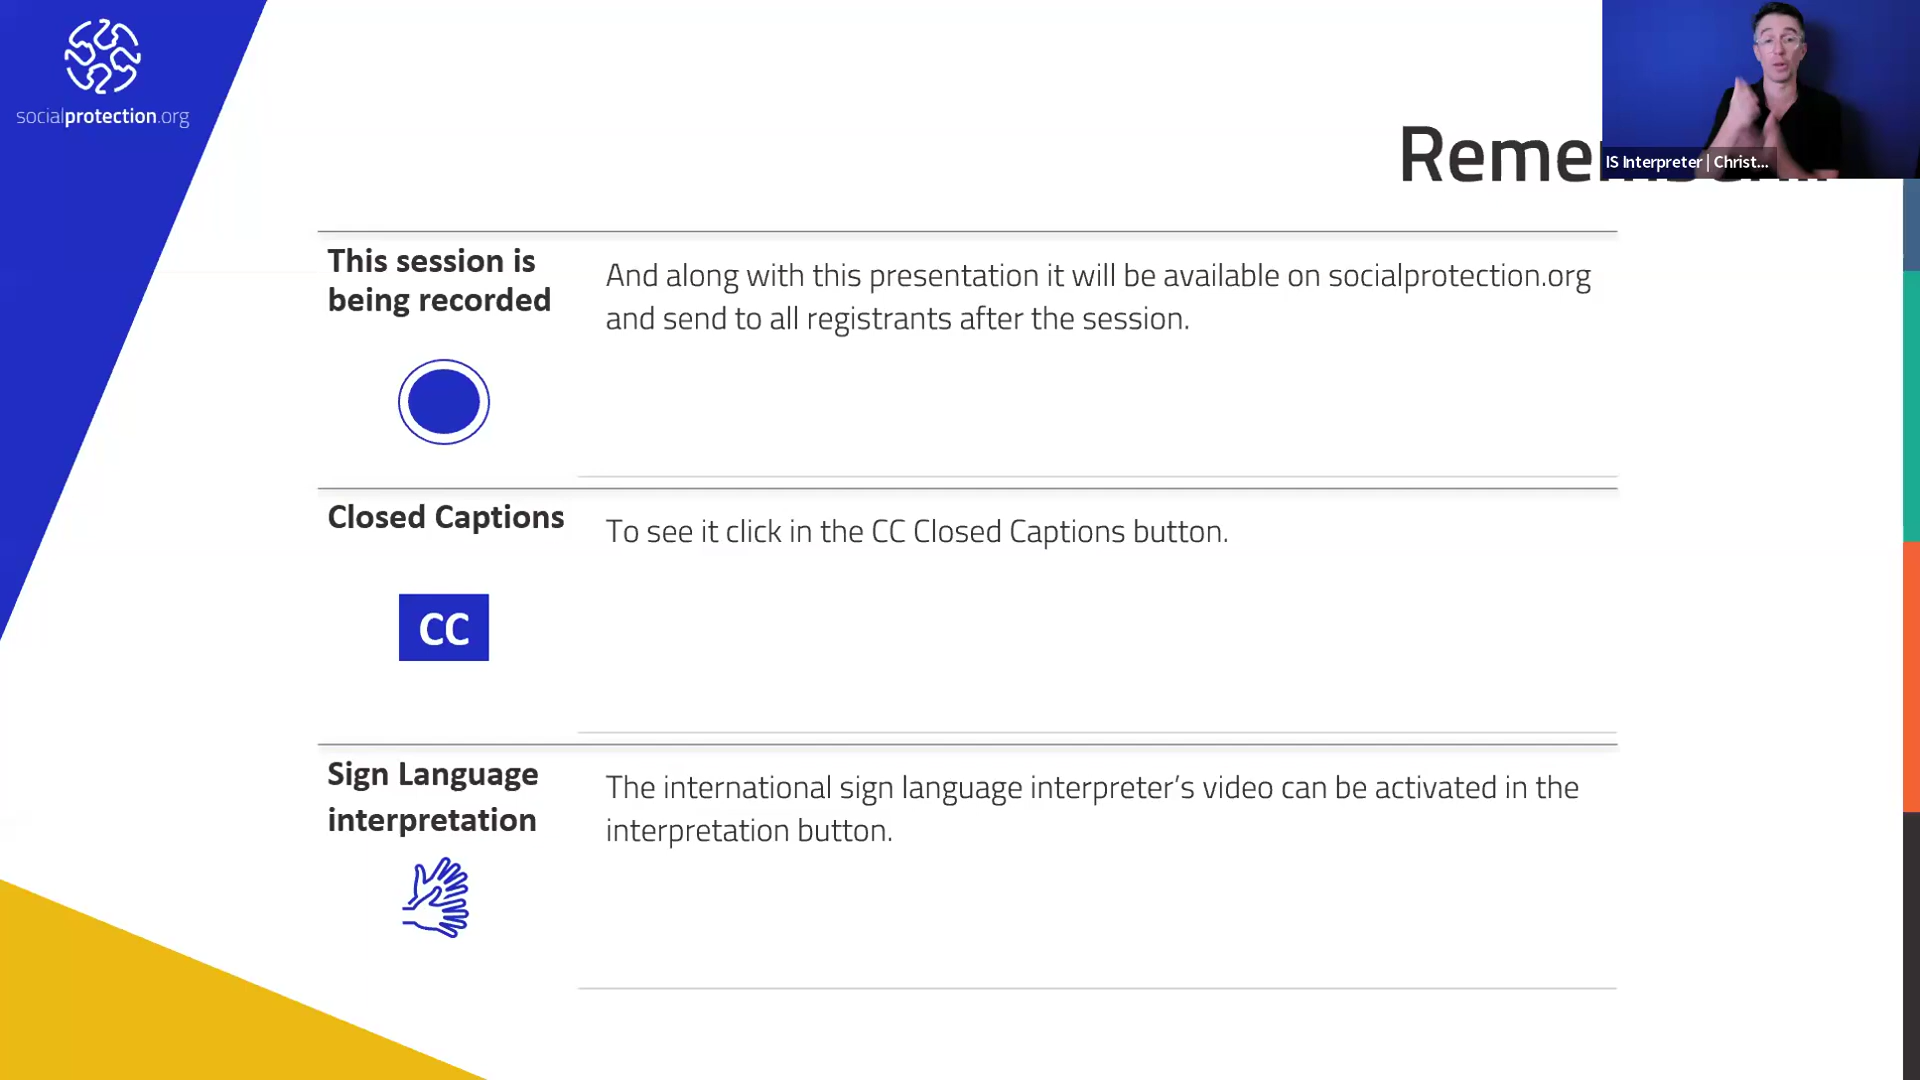 socialprotection.org
IS Interpreter | Christ...
This session is
being recorded
And along with this presentation it will be available on socialprotection.org
and send to all registrants after the session.
Closed Captions
To see it click in the CC Closed Captions button.
CC
Sign Language
interpretation
The international sign language interpreter’s video can be activated in the
interpretation button.